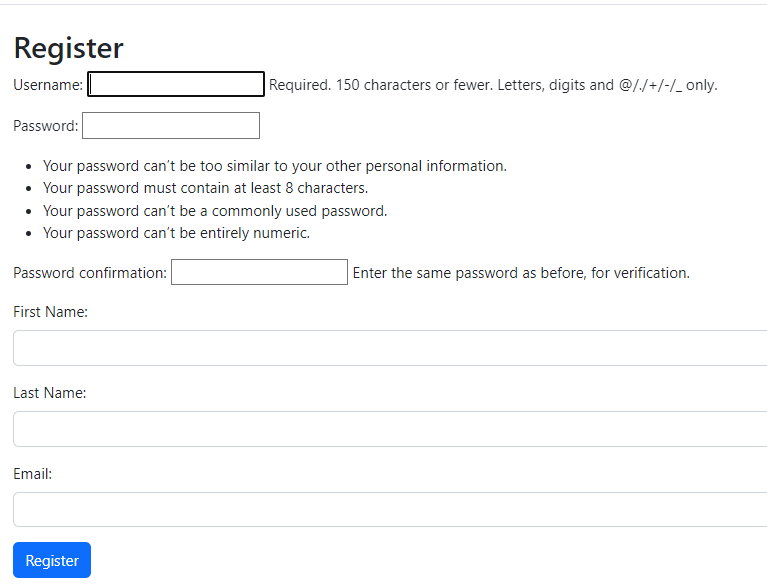 Register
Username: Required. 150 characters or fewer. Letters, digits and @/./+/-/_ only.
Password:
Your password can’t be too similar to your other personal information.
Your password must contain at least 8 characters.
Your password can’t be a commonly used password.
Your password can’t be entirely numeric.
Password confirmation: Enter the same password as before, for verification.
First Name:
Last Name:
Email:
Register